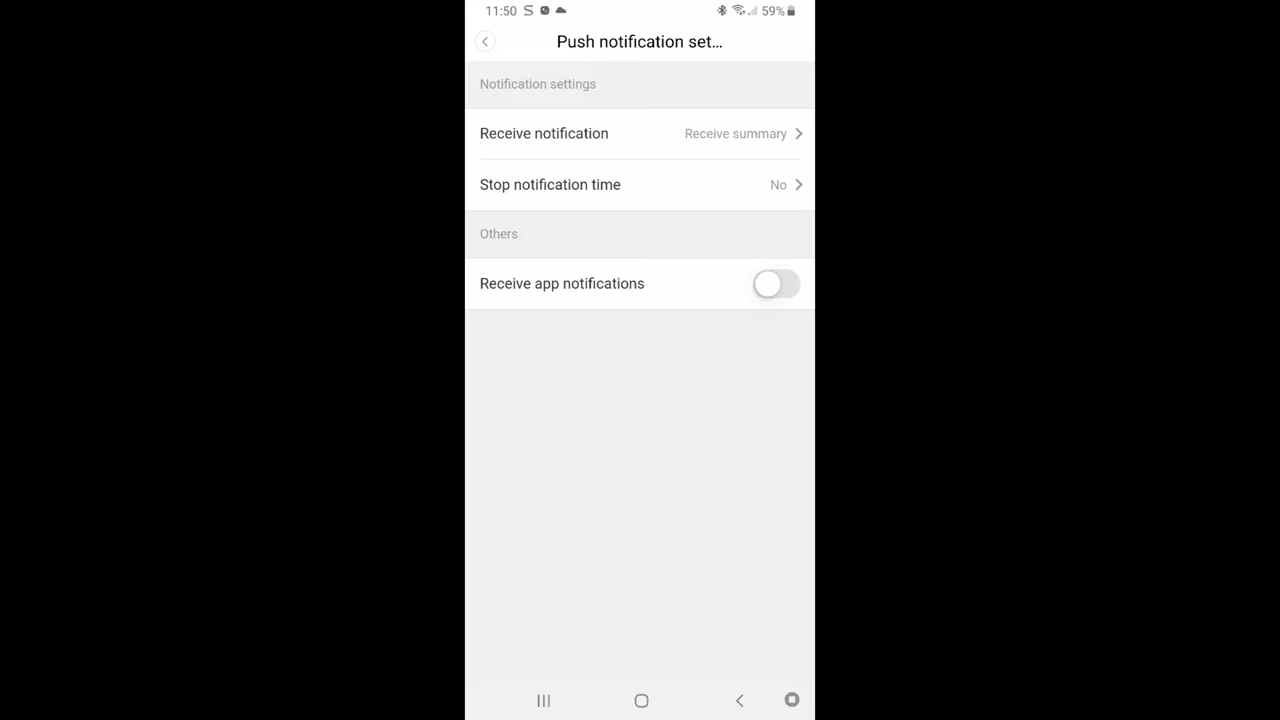 11:50 59%
Push notification set...
Notification settings
Receive notification Receive summary
Stop notification time No
Others
Receive app notifications